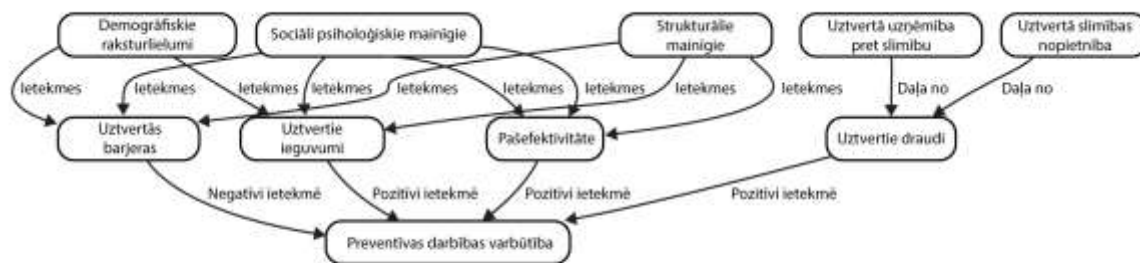 Demogrāfiskie
raksturlielumi
Sociāli psiholoģiskie mainīgie
Strukturālie
mainīgie
Uztvertā uzņēmība
pret slimību
Uztvertā slimības
nopietnība
Ietekmes
Ietekmes
Ietekmes
Ietekmes
Ietekmes
Ietekmes
Ietekmes
Ietekmes
Daļa no
Daļa no
Uztvertās
barjeras
Uztvertie
ieguvumi
Pašefektivitāte
Uztvertie draudi
Negatīvi ietekmē
Pozitīvi ietekmē
Pozitīvi ietekmē
Pozitīvi ietekmē
Preventīvas darbības varbūtība